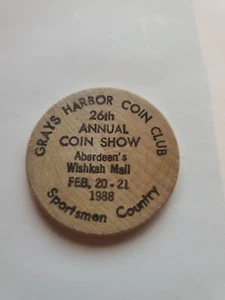 GRAYS HARBOR COIN CLUB
26th
ANNUAL
COIN SHOW
Aberdeen's
Wishkah Mall
FEB. 20-21
1988
Sportsmen Country